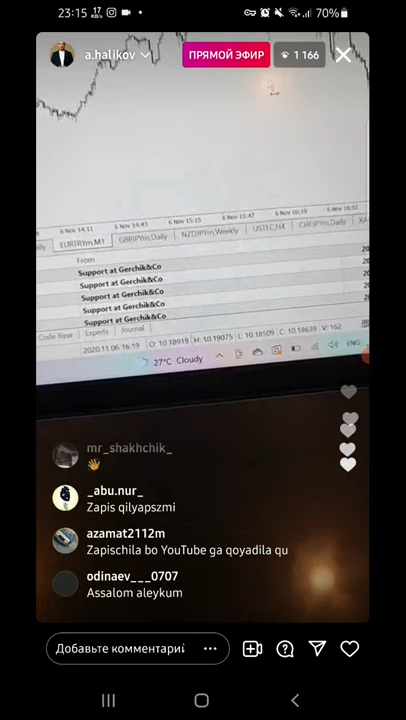 23:15 17 KB/s 70%
a.halikov ПРЯМОЙ ЭФИР 1 166
6 Nov 14:11 6 Nov 14:43 6 Nov 15:15 6 Nov 15:47 6 Nov 16:19 6 Nov 16:51
EURTRYm,M1 GBPJPYm,Daily NZDJPYm,Weekly USTEC,H4 CHFJPYm,Daily
From
Support at Gerchik&Co
Support at Gerchik&Co
Support at Gerchik&Co
Support at Gerchik&Co
Support at Gerchik&Co
Code Base Experts Journal
2020.11.06 16:19 O: 10.18919 H: 10.19075 L: 10.18509 C: 10.18639 V: 162
27°C Cloudy ENG
mr_shakhchik_
👋
_abu.nur_
Zapis qilyapszmi
azamat2112m
Zapischila bo YouTube ga qoyadila qu
odinaev___0707
Assalom aleykum
Добавьте комментарий